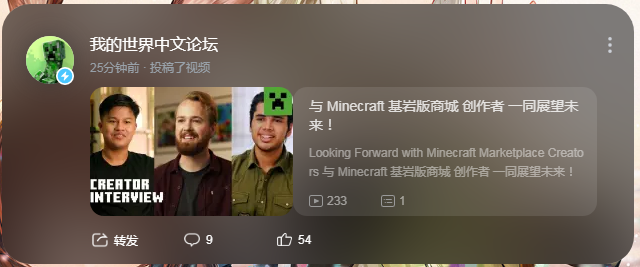 我的世界中文论坛
25分钟前 · 投稿了视频
CREATOR
INTERVIEW
与 Minecraft 基岩版商城 创作者 一同展望未
来！
Looking Forward with Minecraft Marketplace Creato
rs 与 Minecraft 基岩版商城 创作者 一同展望未来！
233 1
转发 9 54